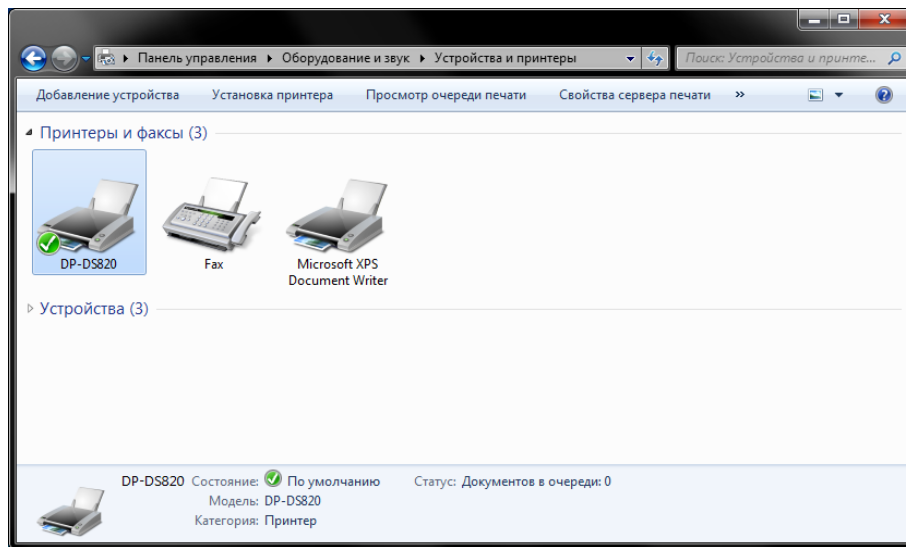 Панель управления Оборудование и звук Устройства и принтеры Поиск: Устройства и принте...
Добавление устройства Установка принтера Просмотр очереди печати Свойства сервера печати »
Принтеры и факсы (3)
DP-DS820 Fax Microsoft XPS
Document Writer
Устройства (3)
DP-DS820 Состояние: По умолчанию Статус: Документов в очереди: 0
Модель: DP-DS820
Категория: Принтер